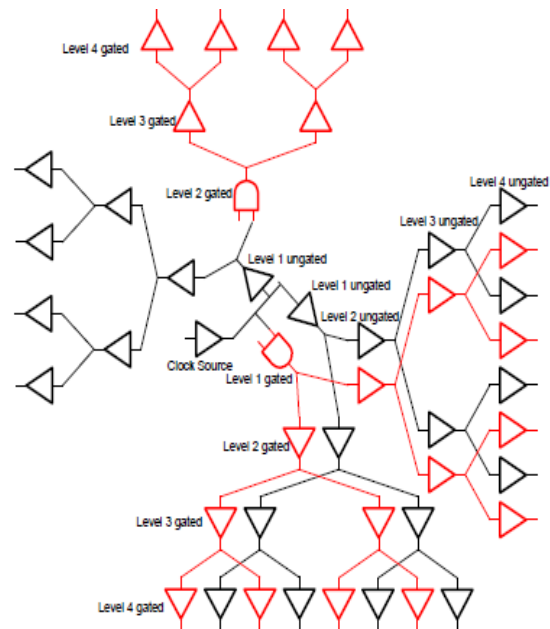 Level 4 gated
Level 3 gated
Level 4 ungated
Level 2 gated
Level 3 ungated
Level 1 ungated
Level 1 ungated
Level 2 ungated
Clock Source
Level 1 gated
Level 2 gated
Level 3 gated
Level 4 gated